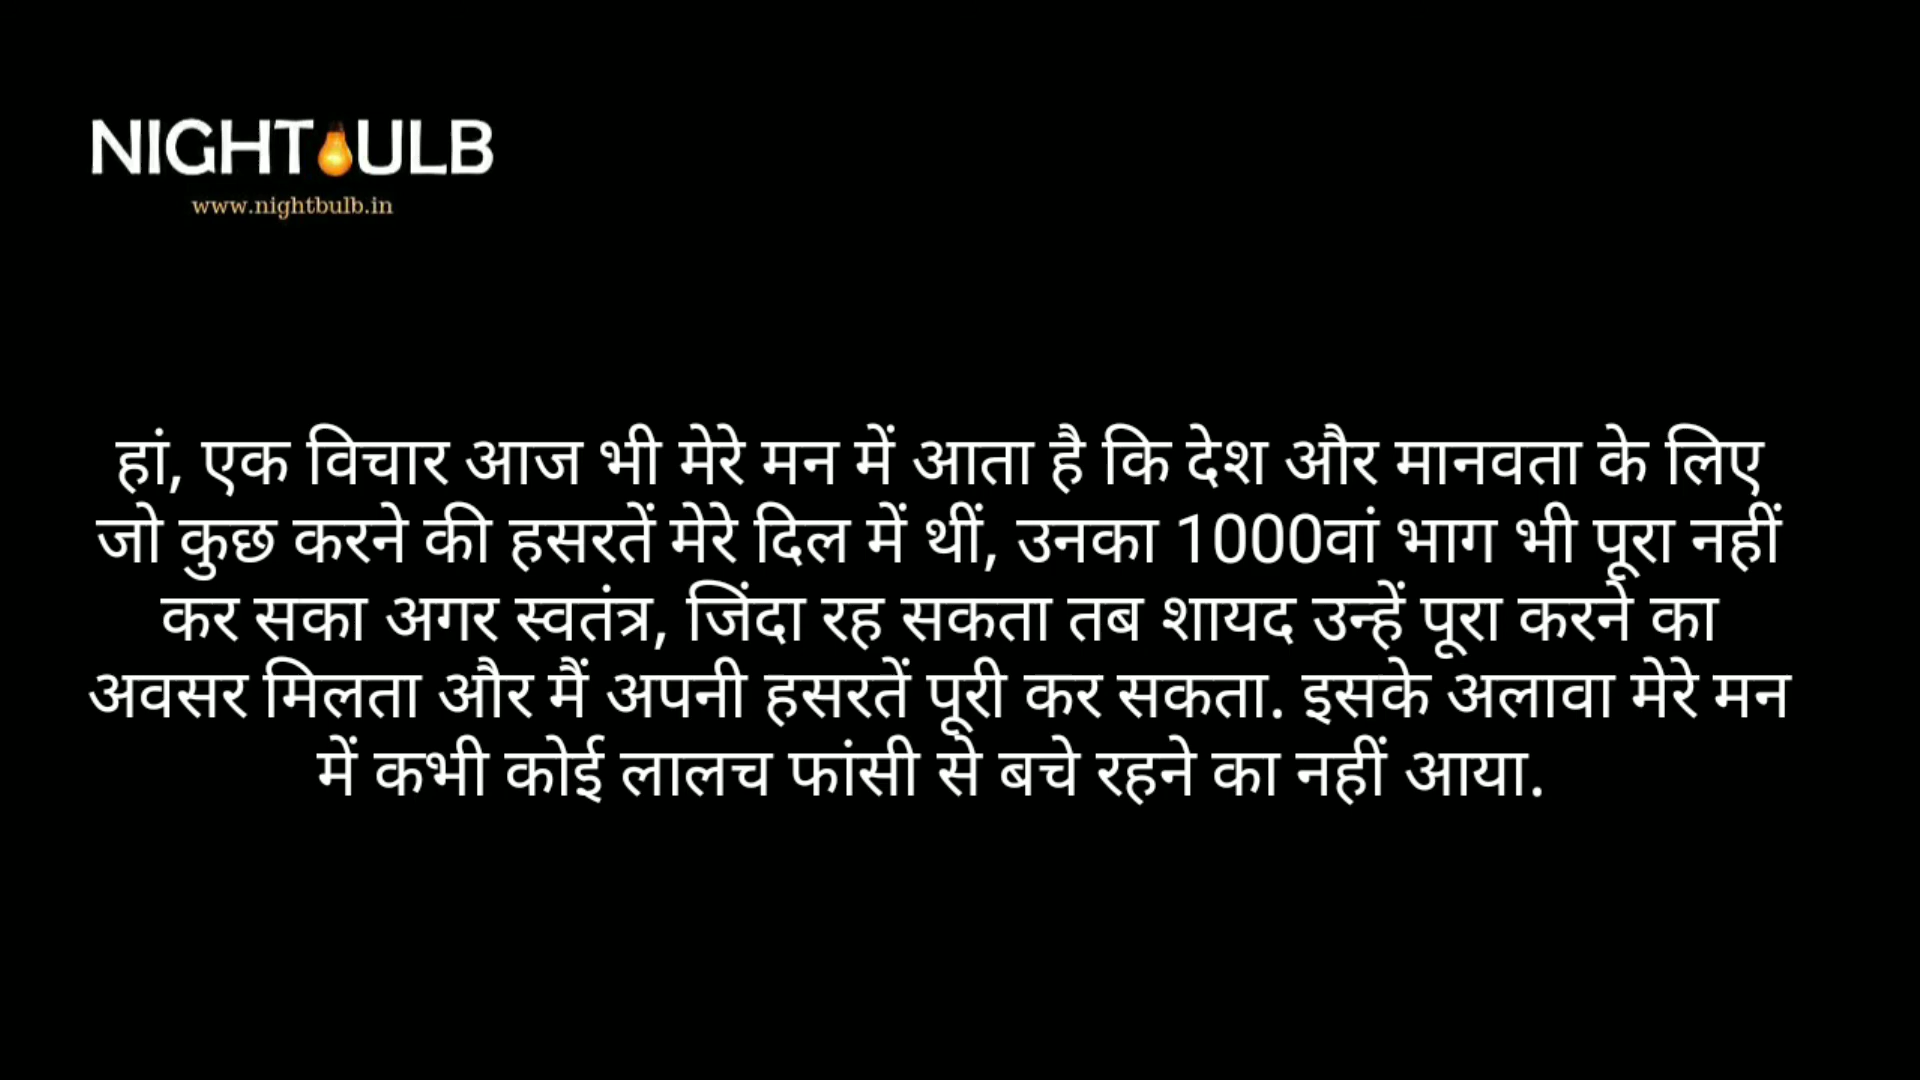 NIGHTBULB
www.nightbulb.in
हां, एक विचार आज भी मेरे मन में आता है कि देश और मानवता के लिए
जो कुछ करने की हसरतें मेरे दिल में थीं, उनका 1000वां भाग भी पूरा नहीं
कर सका अगर स्वतंत्र, जिंदा रह सकता तब शायद उन्हें पूरा करने का
अवसर मिलता और मैं अपनी हसरतें पूरी कर सकता. इसके अलावा मेरे मन
में कभी कोई लालच फांसी से बचे रहने का नहीं आया.